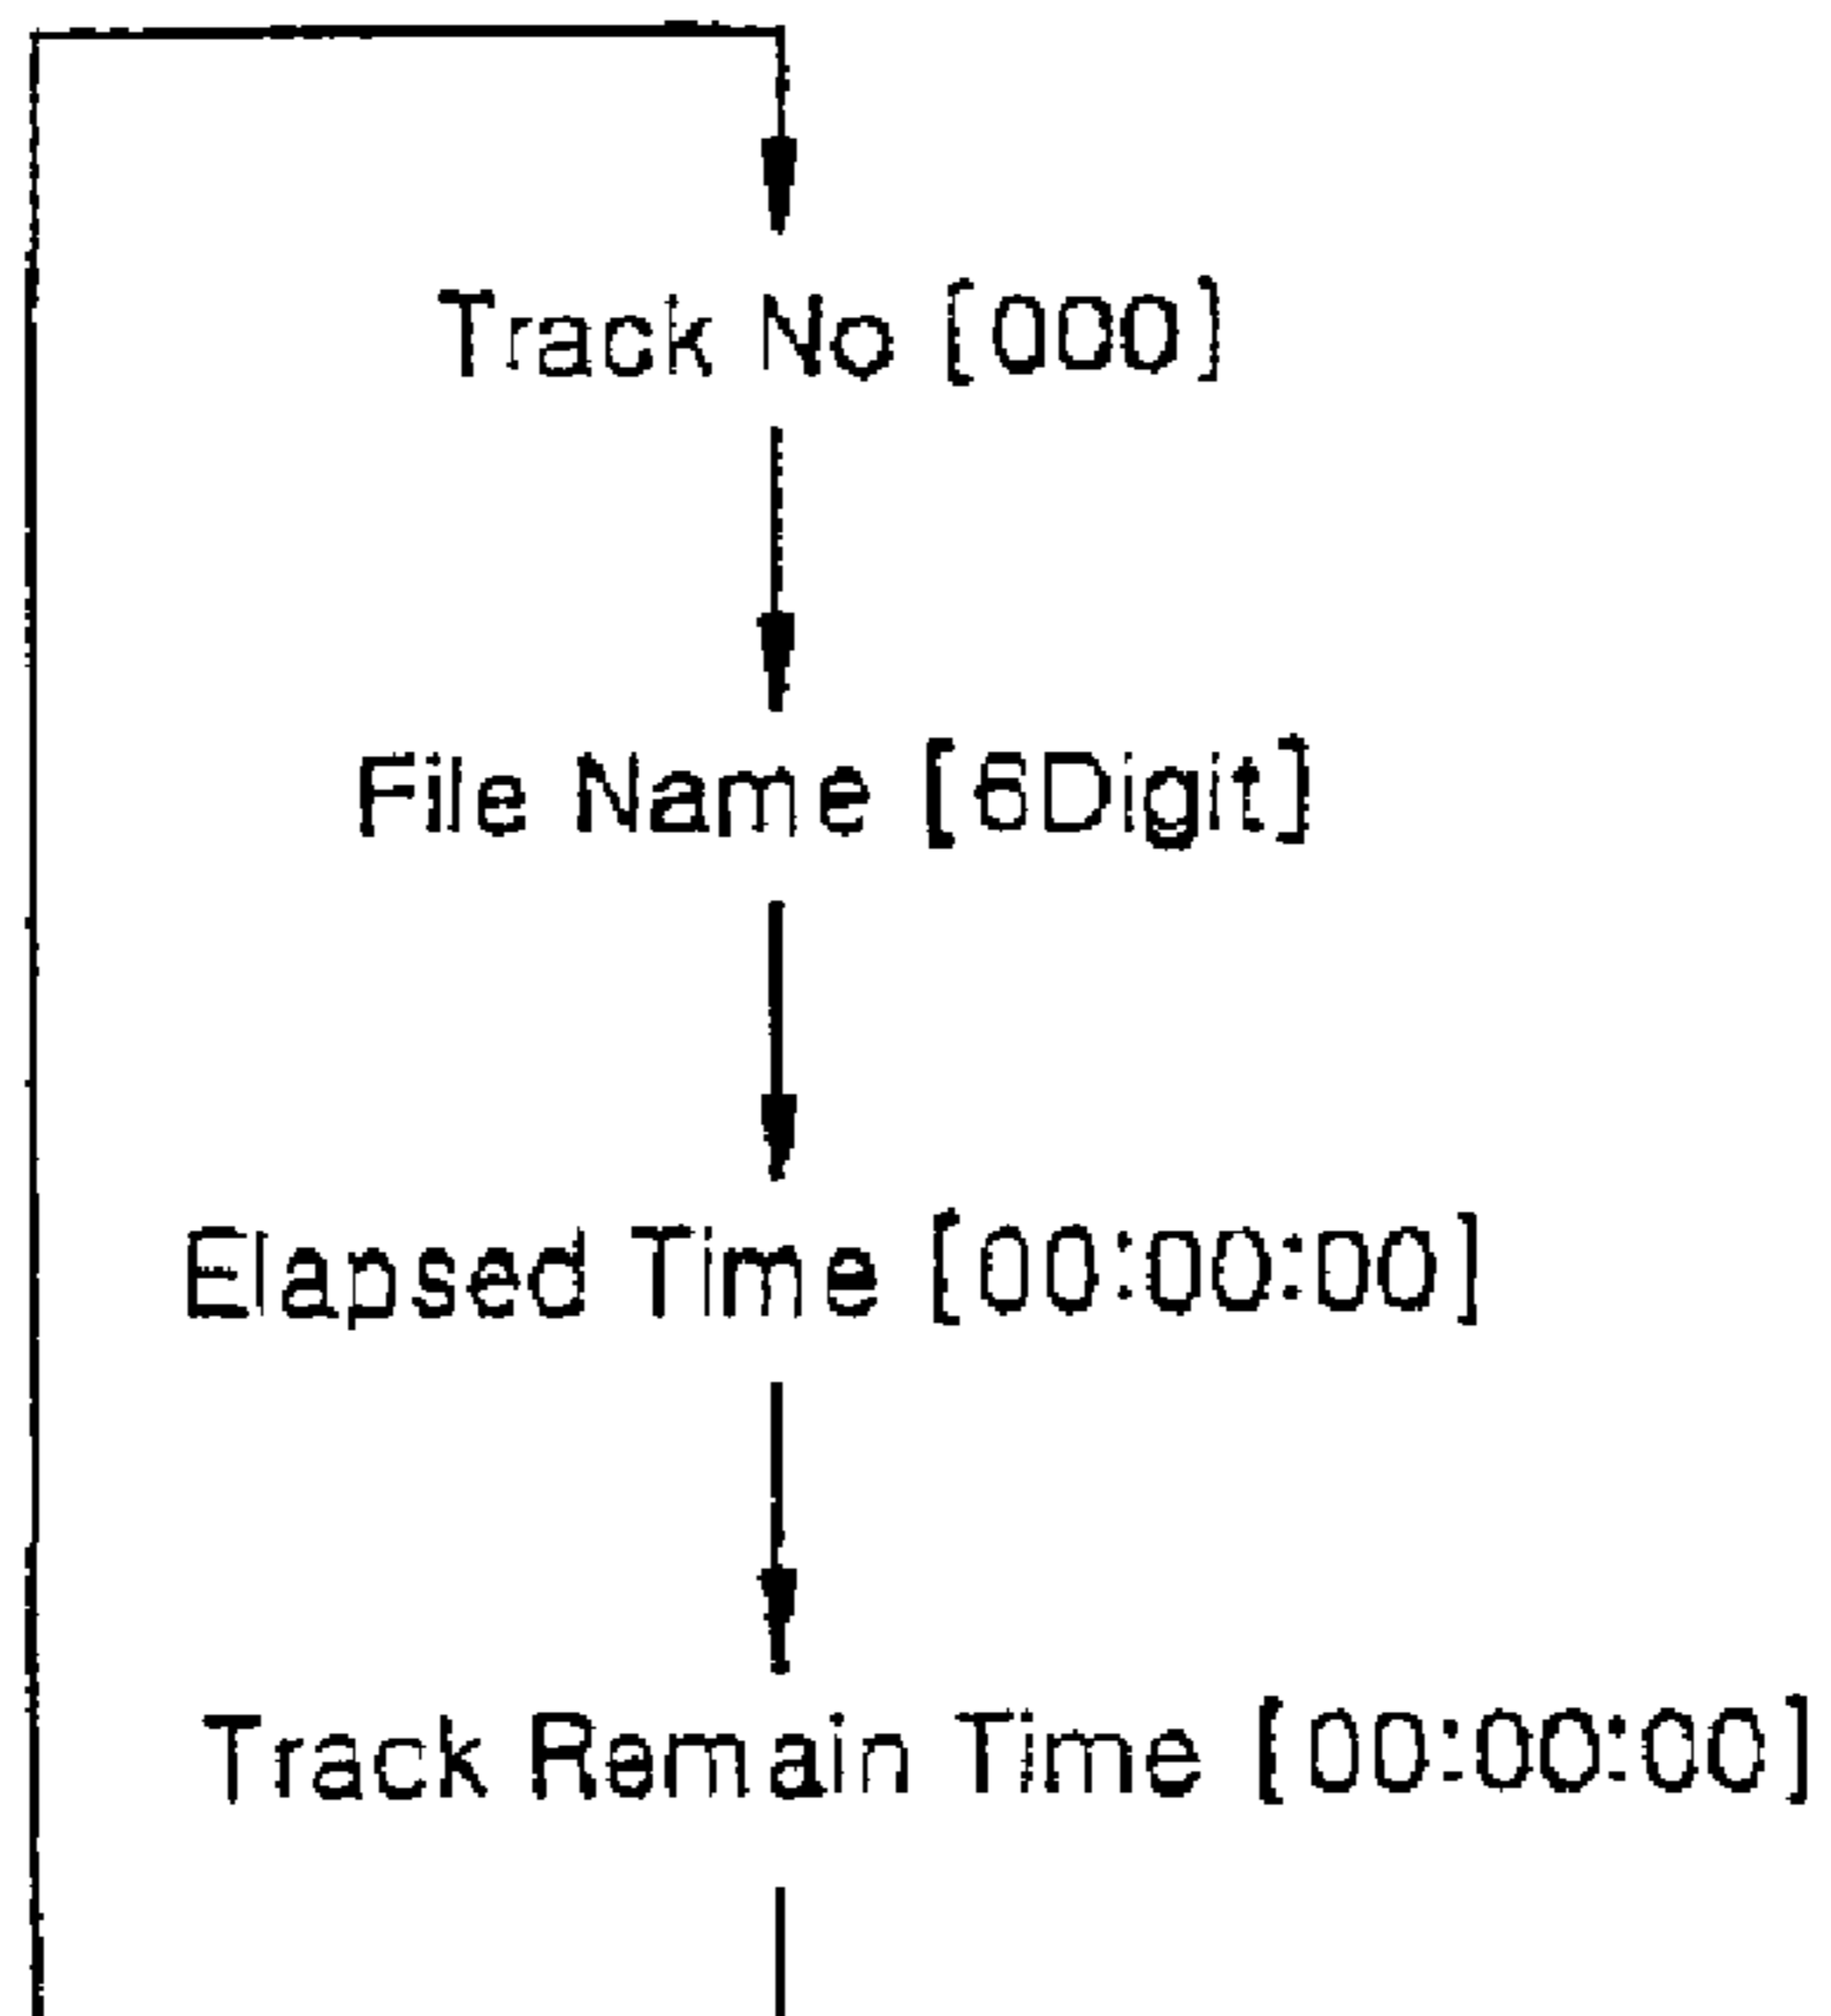 Track No [000]
File Name [6Digit]
Elapsed Time [00:00:00]
Track Remain Time [00:00:00]